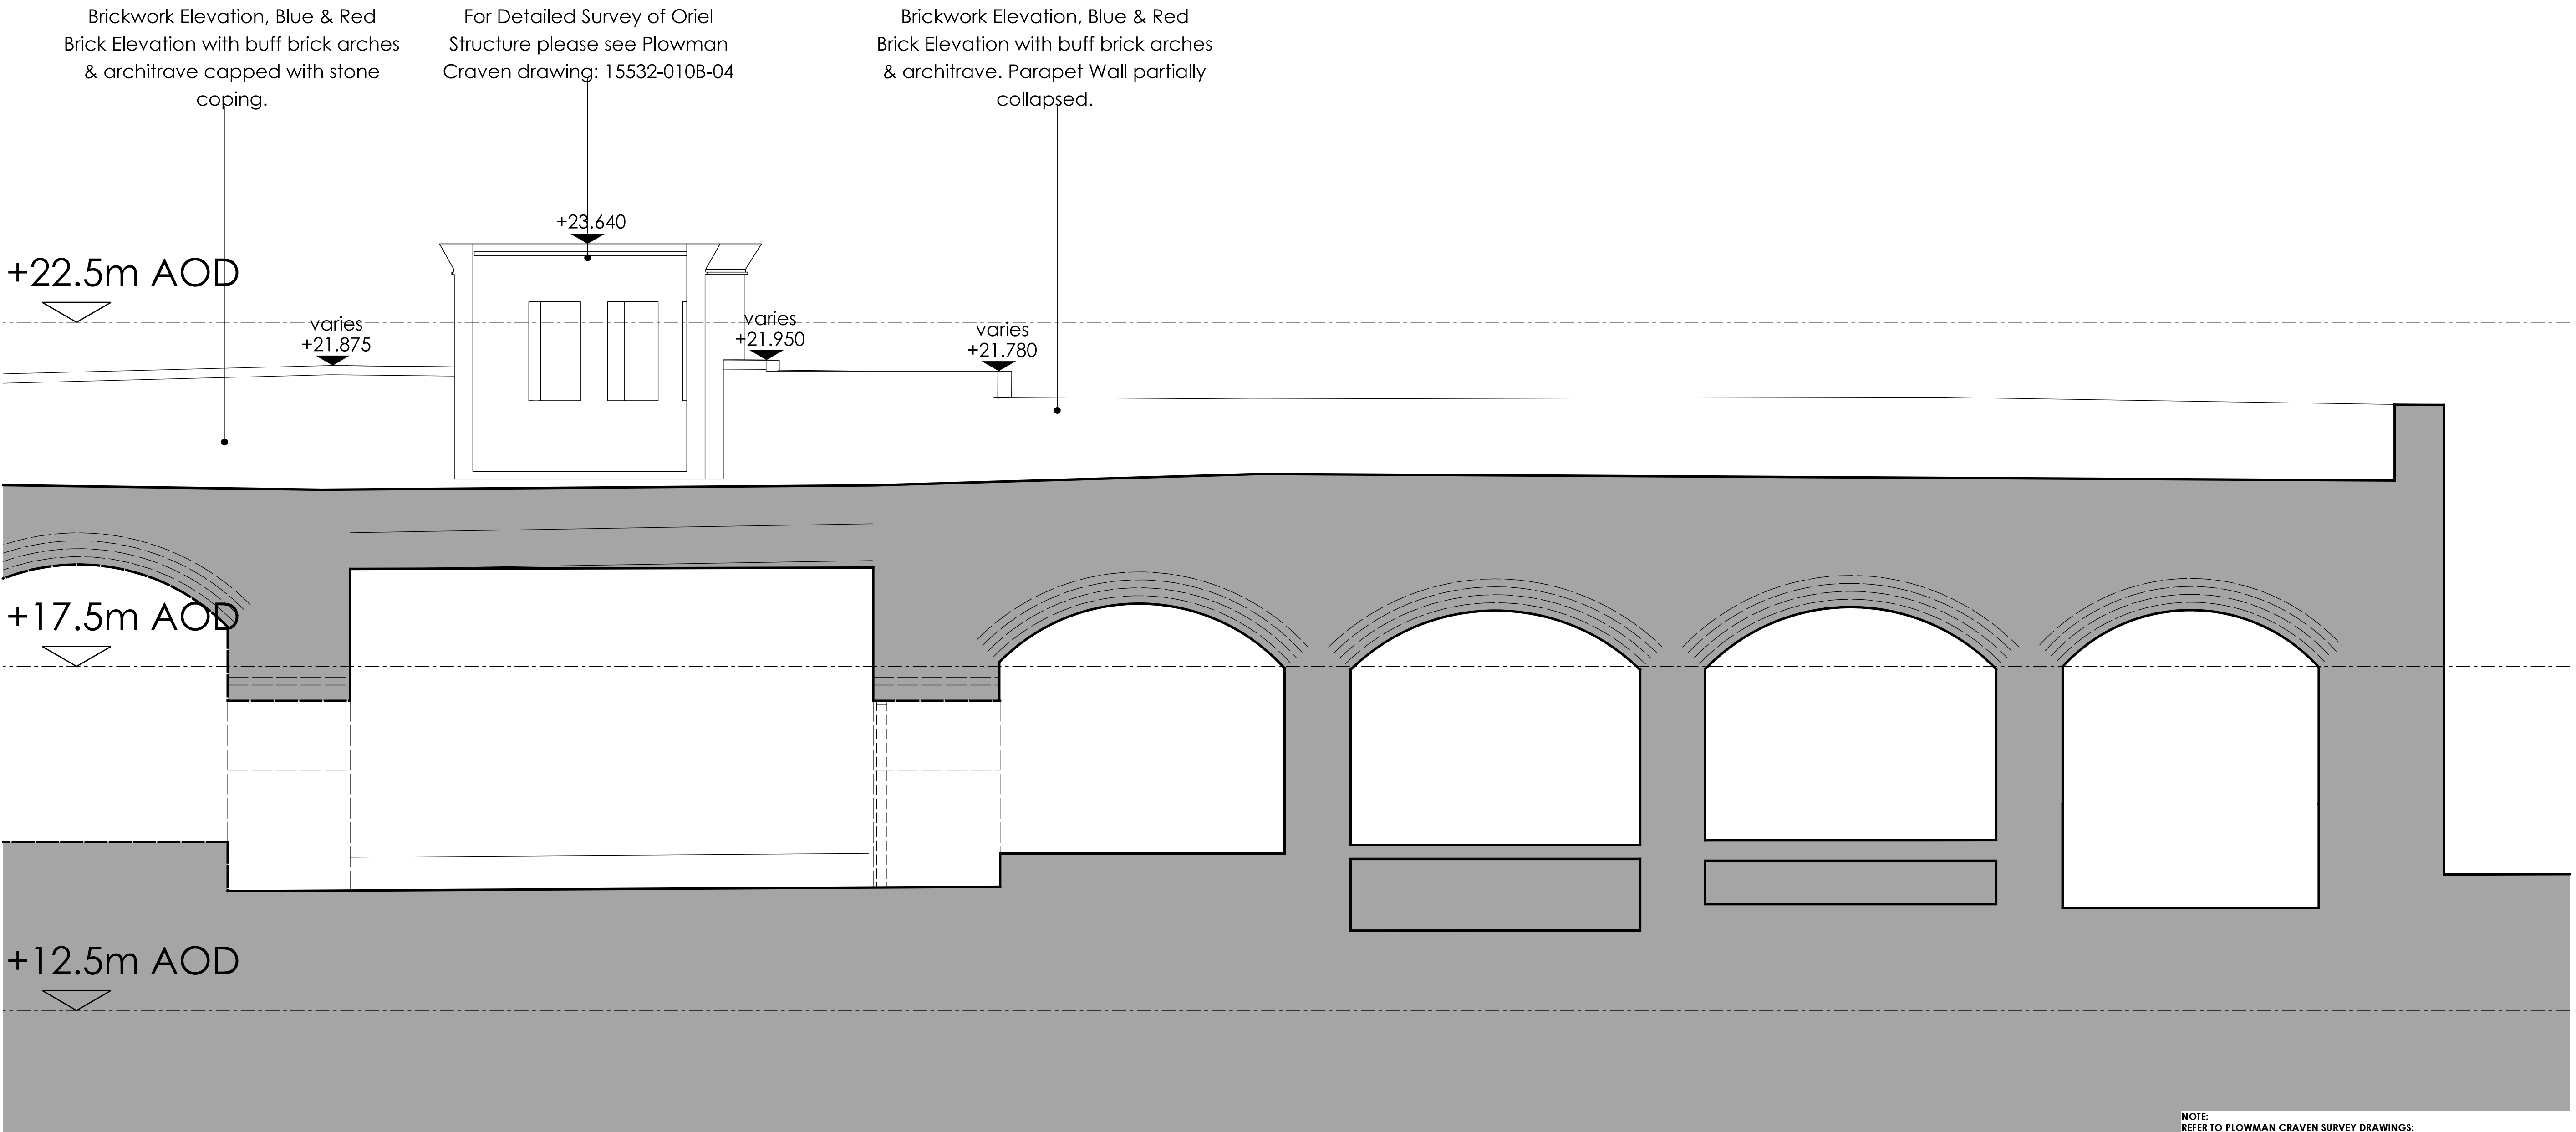 Brickwork Elevation, Blue & Red
Brick Elevation with buff brick arches
& architrave capped with stone
coping.
For Detailed Survey of Oriel
Structure please see Plowman
Craven drawing: 15532-010B-04
Brickwork Elevation, Blue & Red
Brick Elevation with buff brick arches
& architrave. Parapet Wall partially
collapsed.
+23.640
+22.5m AOD
varies
+21.875
varies
+21.950
varies
+21.780
+17.5m AOD
+12.5m AOD
NOTE:
REFER TO PLOWMAN CRAVEN SURVEY DRAWINGS: